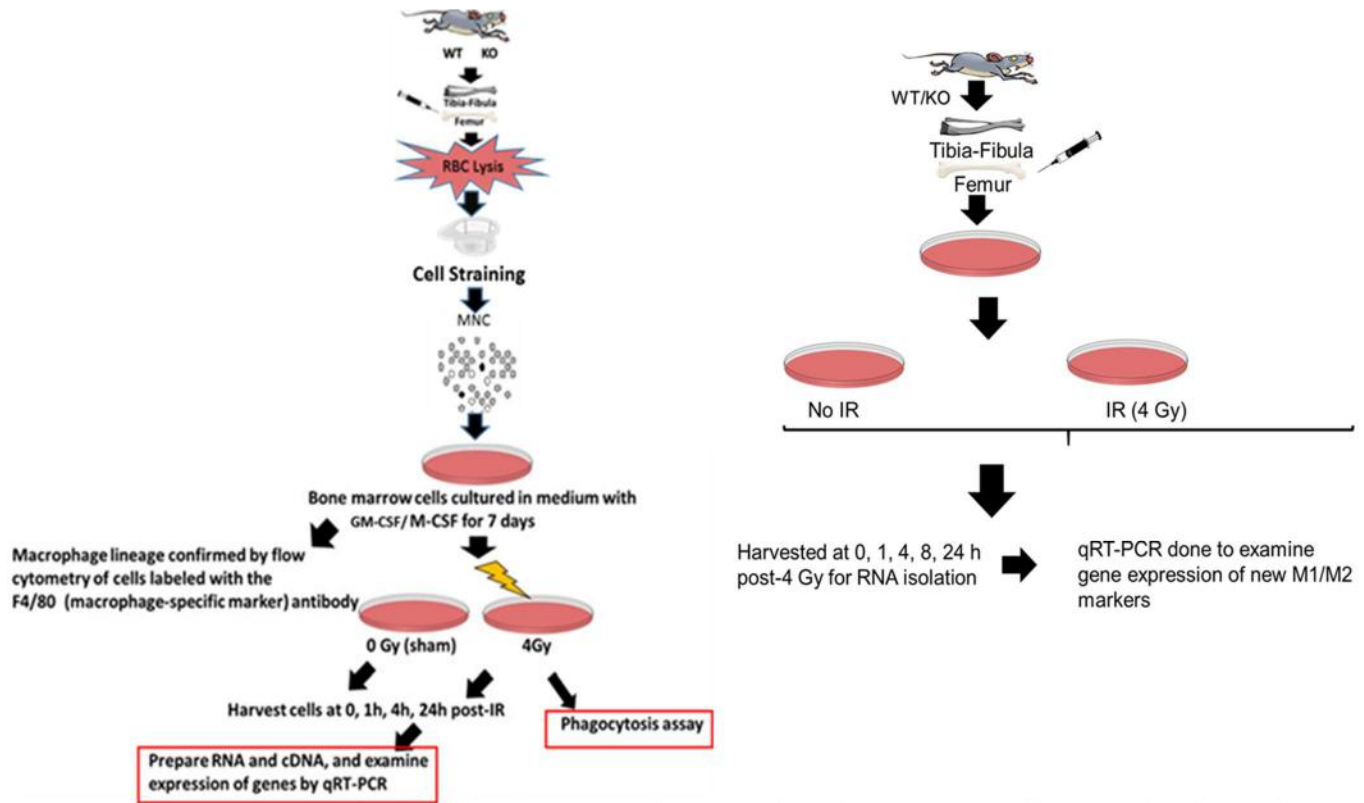 WT KO
Tibia-Fibula
Femur
RBC Lysis
Cell Straining
MNC
Bone marrow cells cultured in medium with
GM-CSF/ M-CSF for 7 days
Macrophage lineage confirmed by flow
cytometry of cells labeled with the
F4/80 (macrophage-specific marker) antibody
0 Gy (sham)
4Gy
Harvest cells at 0, 1h, 4h, 24h post-IR
Phagocytosis assay
Prepare RNA and cDNA, and examine
expression of genes by qRT-PCR
WT/KO
Tibia-Fibula
Femur
No IR
IR (4 Gy)
Harvested at 0, 1, 4, 8, 24 h
post-4 Gy for RNA isolation
qRT-PCR done to examine
gene expression of new M1/M2
markers